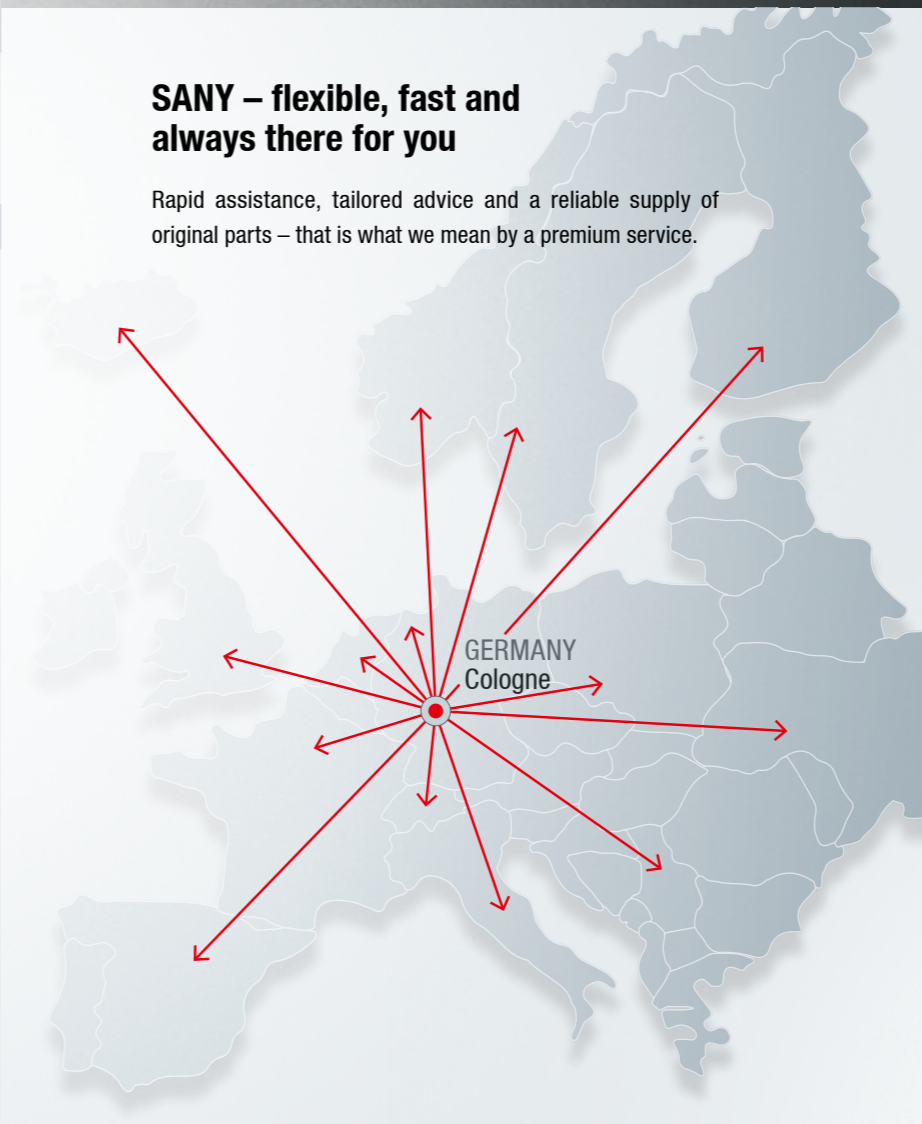 SANY – flexible, fast and
always there for you
Rapid assistance, tailored advice and a reliable supply of
original parts – that is what we mean by a premium service.
GERMANY
Cologne